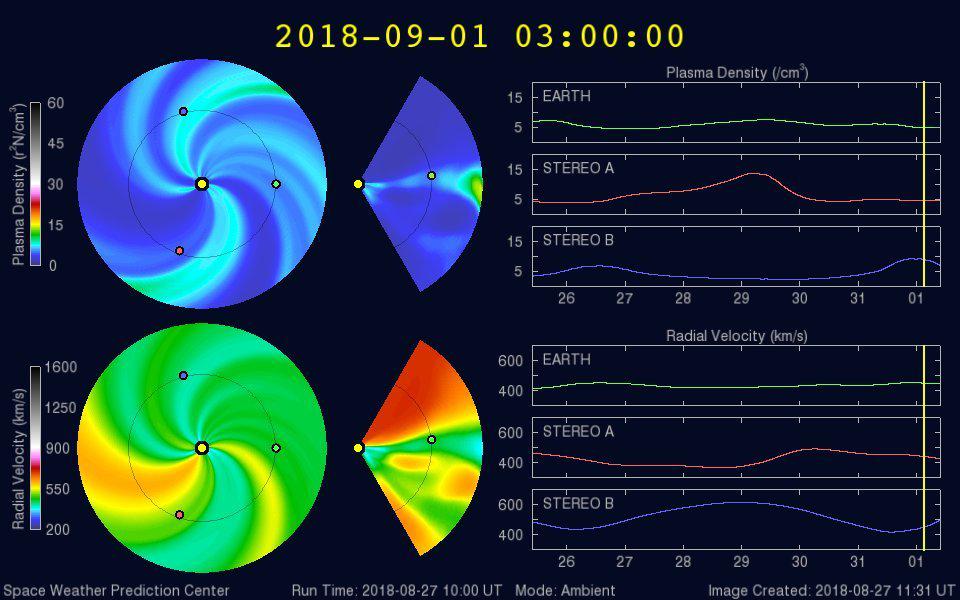 2018-09-01 03:00:00
Plasma Density (r²N/cm³)
60
45
30
15
0
Plasma Density (/cm³)
EARTH
15
5
STEREO A
15
5
STEREO B
15
5
26 27 28 29 30 31 01
Radial Velocity (km/s)
1600
1250
900
550
200
Radial Velocity (km/s)
EARTH
600
400
STEREO A
600
400
STEREO B
600
400
26 27 28 29 30 31 01
Space Weather Prediction Center Run Time: 2018-08-27 10:00 UT Mode: Ambient Image Created: 2018-08-27 11:31 UT